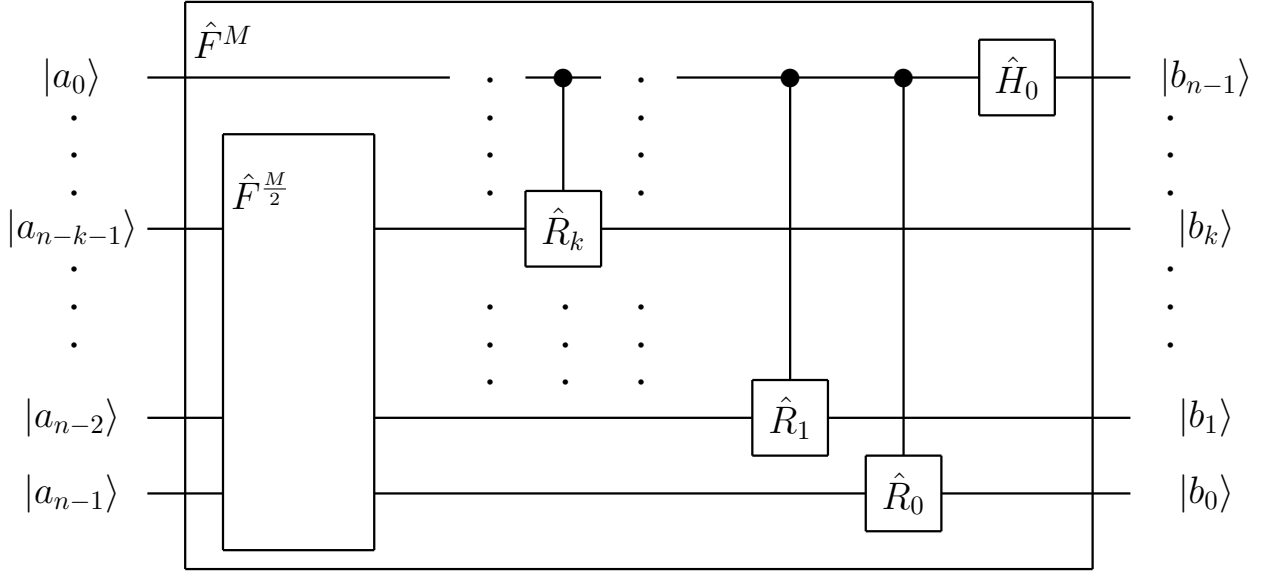 F̂^M
|a_0⟩ Ĥ_0 |b_{n−1}⟩
F̂^{M/2}
|a_{n−k−1}⟩ R̂_k |b_k⟩
|a_{n−2}⟩ R̂_1 |b_1⟩
|a_{n−1}⟩ R̂_0 |b_0⟩